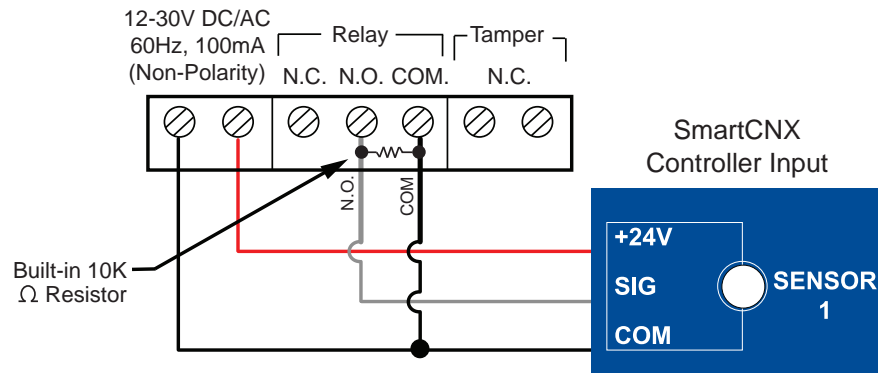 12-30V DC/AC
60Hz, 100mA
(Non-Polarity)
Relay
N.C. N.O. COM.
Tamper
N.C.
N.O.
COM
Built-in 10K
Ω Resistor
SmartCNX
Controller Input
+24V
SIG
COM
SENSOR
1